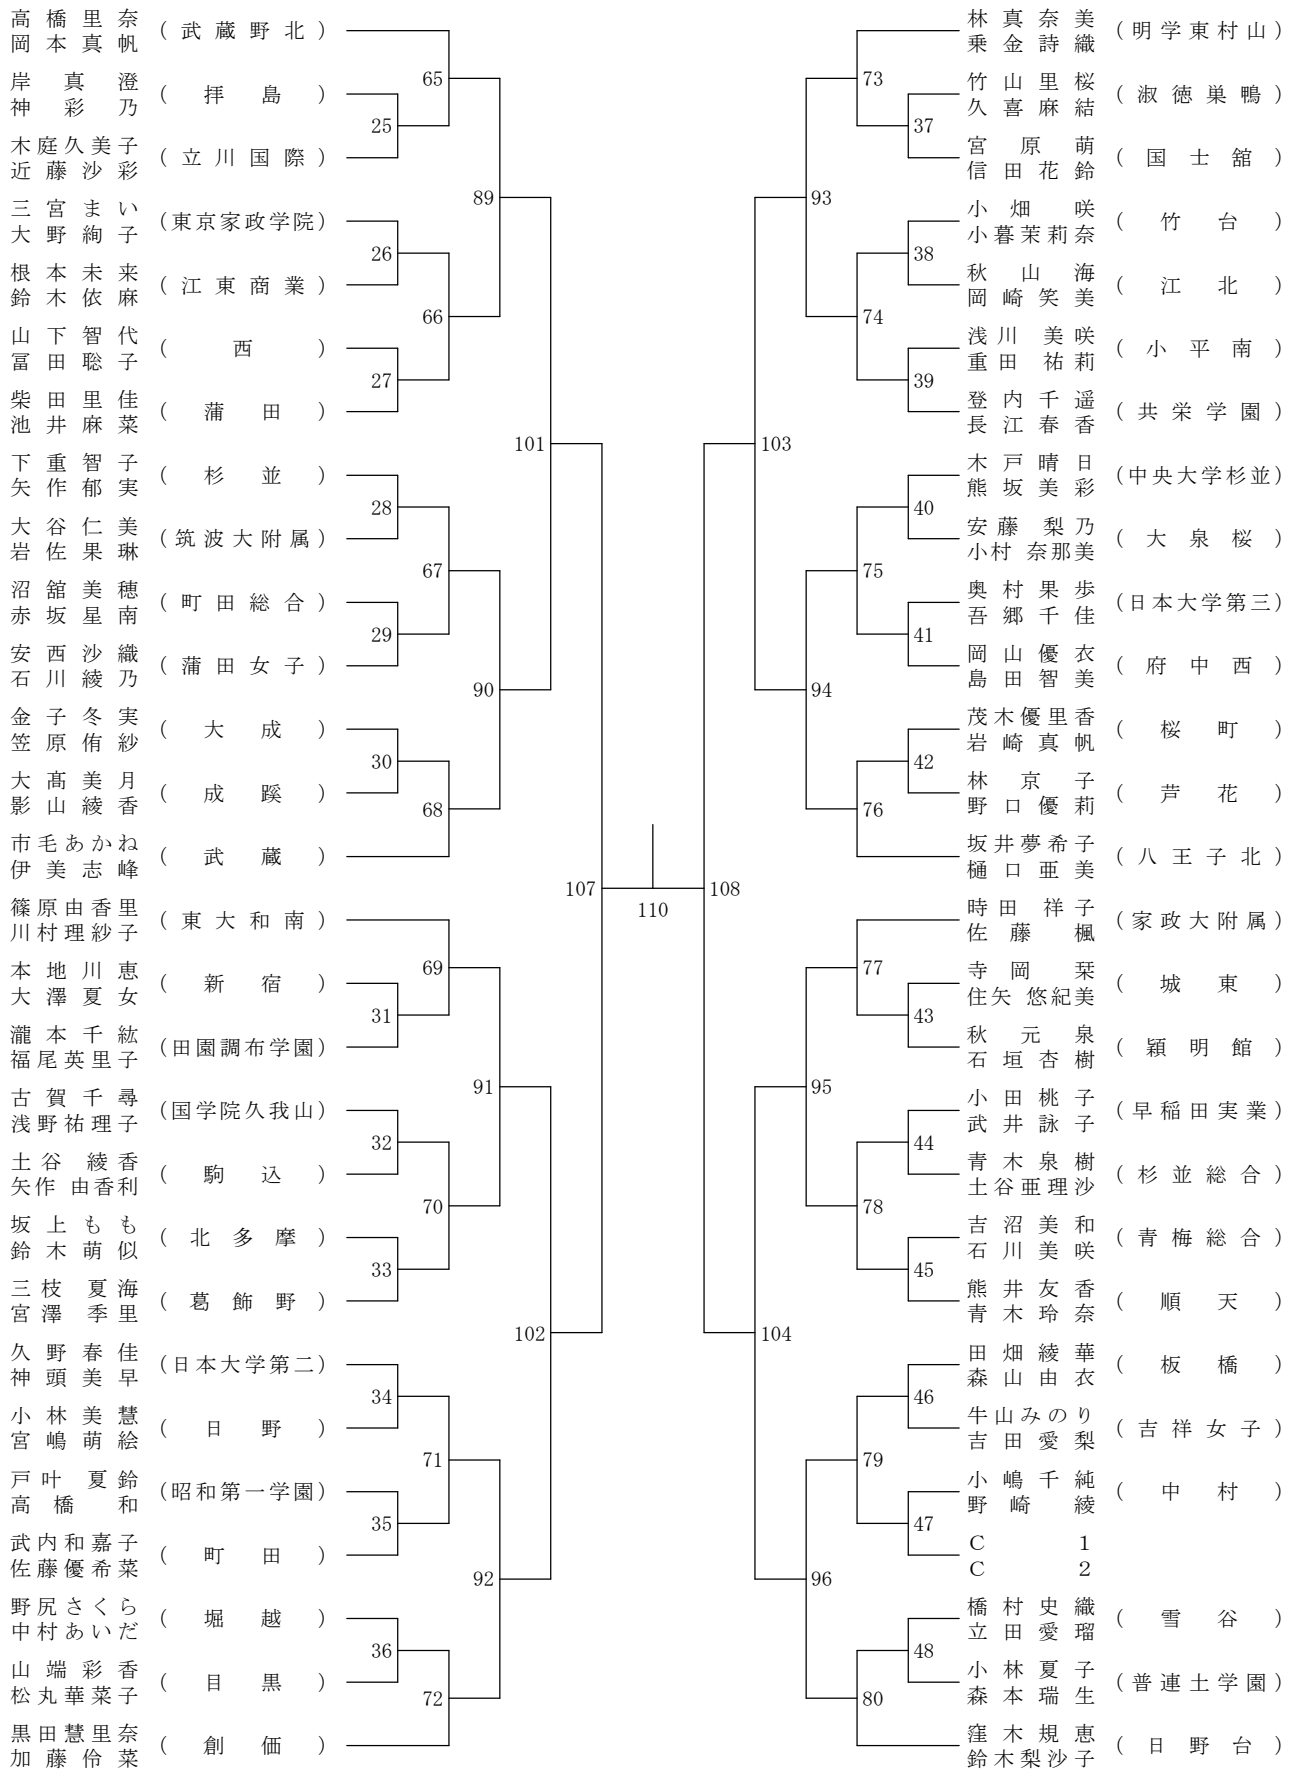 高橋里奈
岡本真帆
(武蔵野北)
岸真澄
神彩乃
(拝島)
木庭久美子
近藤沙彩
(立川国際)
三宮まい
大野絢子
(東京家政学院)
根本未来
鈴木依麻
(江東商業)
山下智代
冨田聡子
(西)
柴田里佳
池井麻菜
(蒲田)
下重智子
矢作郁実
(杉並)
大谷仁美
岩佐果琳
(筑波大附属)
沼舘美穂
赤坂星南
(町田総合)
安西沙織
石川綾乃
(蒲田女子)
金子冬実
笠原侑紗
(大成)
大髙美月
影山綾香
(成蹊)
市毛あかね
伊美志峰
(武蔵)
篠原由香里
川村理紗子
(東大和南)
本地川恵
大澤夏女
(新宿)
瀧本千紘
福尾英里子
(田園調布学園)
古賀千尋
浅野祐理子
(国学院久我山)
土谷綾香
矢作由香利
(駒込)
坂上もも
鈴木萌似
(北多摩)
三枝夏海
宮澤季里
(葛飾野)
久野春佳
神頭美早
(日本大学第二)
小林美慧
宮嶋萌絵
(日野)
戸叶夏鈴
高橋和
(昭和第一学園)
武内和嘉子
佐藤優希菜
(町田)
野尻さくら
中村あいだ
(堀越)
山端彩香
松丸華菜子
(目黒)
黒田慧里奈
加藤伶菜
(創価)
65
25
89
26
66
27
101
28
67
29
90
30
68
107
69
31
91
32
70
33
102
34
71
35
92
36
72
110
林真奈美
乗金詩織
(明学東村山)
竹山里桜
久喜麻結
(淑徳巣鴨)
宮原萌
信田花鈴
(国士舘)
小畑咲
小暮茉莉奈
(竹台)
秋山海
岡崎笑美
(江北)
浅川美咲
重田祐莉
(小平南)
登内千遥
長江春香
(共栄学園)
木戸晴日
熊坂美彩
(中央大学杉並)
安藤梨乃
小村奈那美
(大泉桜)
奥村果歩
吾郷千佳
(日本大学第三)
岡山優衣
島田智美
(府中西)
茂木優里香
岩崎真帆
(桜町)
林京子
野口優莉
(芦花)
坂井夢希子
樋口亜美
(八王子北)
時田祥子
佐藤楓
(家政大附属)
寺岡栞
住矢悠紀美
(城東)
秋元泉
石垣杏樹
(穎明館)
小田桃子
武井詠子
(早稲田実業)
青木泉樹
土谷亜理沙
(杉並総合)
吉沼美和
石川美咲
(青梅総合)
熊井友香
青木玲奈
(順天)
田畑綾華
森山由衣
(板橋)
牛山みのり
吉田愛梨
(吉祥女子)
小嶋千純
野崎綾
(中村)
C 1
C 2
橋村史織
立田愛瑠
(雪谷)
小林夏子
森本瑞生
(普連土学園)
窪木規恵
鈴木梨沙子
(日野台)
73
37
93
38
74
39
103
40
75
41
94
42
76
108
77
43
95
44
78
45
104
46
79
47
96
48
80